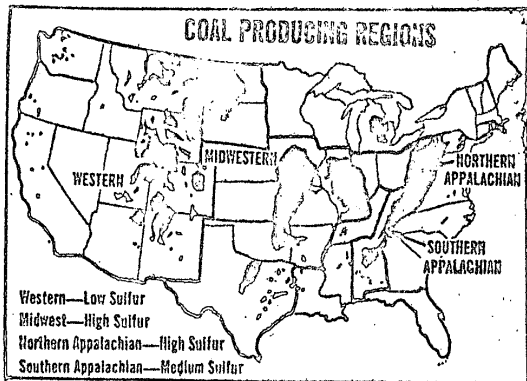 COAL PRODUCING REGIONS
MIDWESTERN
NORTHERN
APPALACHIAN
WESTERN
SOUTHERN
APPALACHIAN
Western—Low Sulfur
Midwest—High Sulfur
Northern Appalachian—High Sulfur
Southern Appalachian—Medium Sulfur